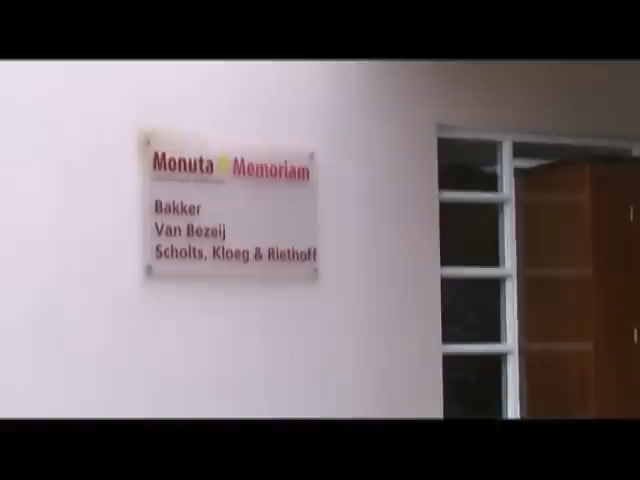 Monuta Memoriam
Bakker
Van Bezeij
Scholts, Kloeg & Riethoff